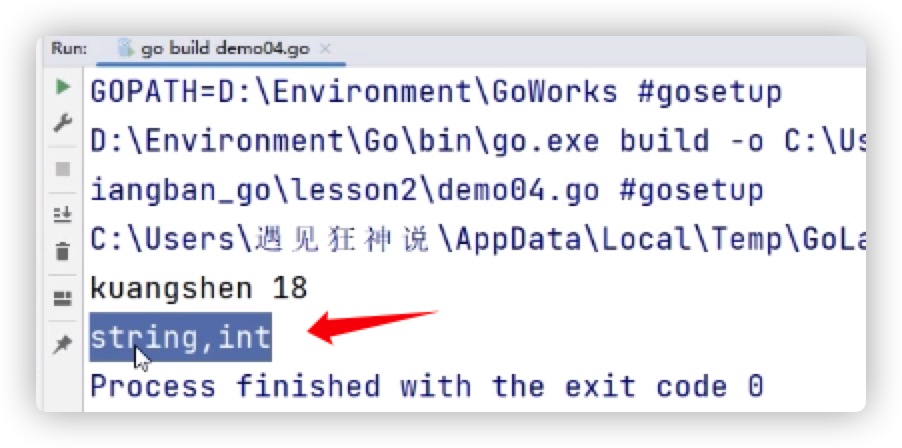 Run: go build demo04.go
GOPATH=D:\Environment\GoWorks #gosetup
D:\Environment\Go\bin\go.exe build -o C:\Us
iangban_go\lesson2\demo04.go #gosetup
C:\Users\遇见狂神说\AppData\Local\Temp\GoLa
kuangshen 18
string,int
Process finished with the exit code 0